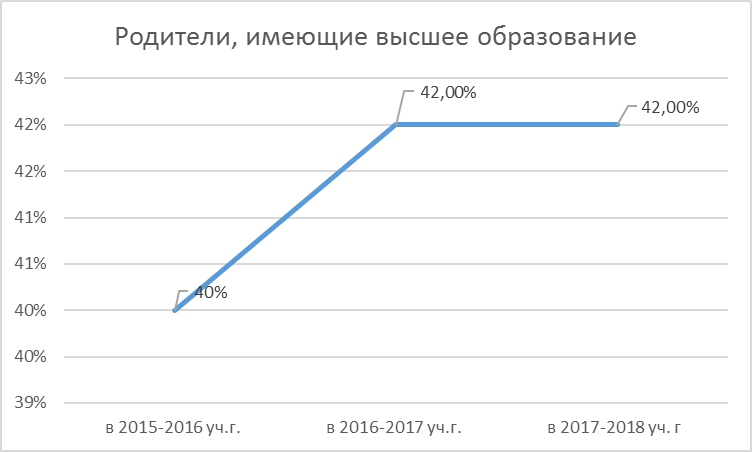 Родители, имеющие высшее образование
43%
42%
42%
41%
41%
40%
40%
39%
42,00%
42,00%
40%
в 2015-2016 уч.г.
в 2016-2017 уч.г.
в 2017-2018 уч. г